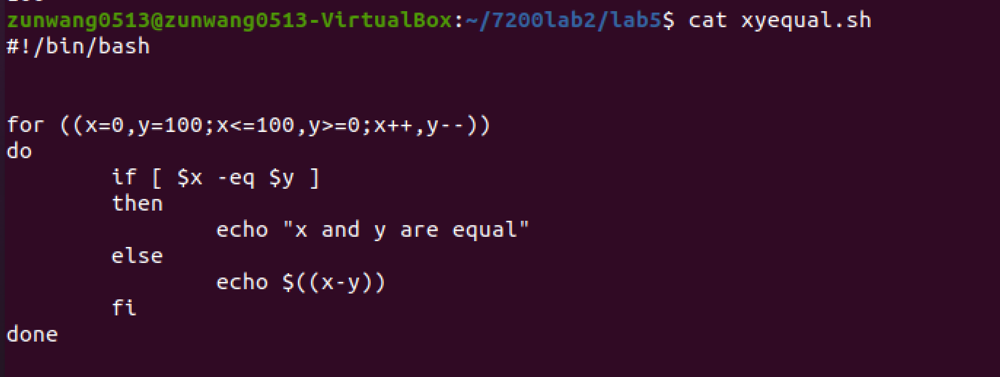 zunwang0513@zunwang0513-VirtualBox:~/7200lab2/lab5$ cat xyequal.sh
#!/bin/bash
for ((x=0,y=100;x<=100,y>=0;x++,y--))
do
if [ $x -eq $y ]
then
echo "x and y are equal"
else
echo $((x-y))
fi
done